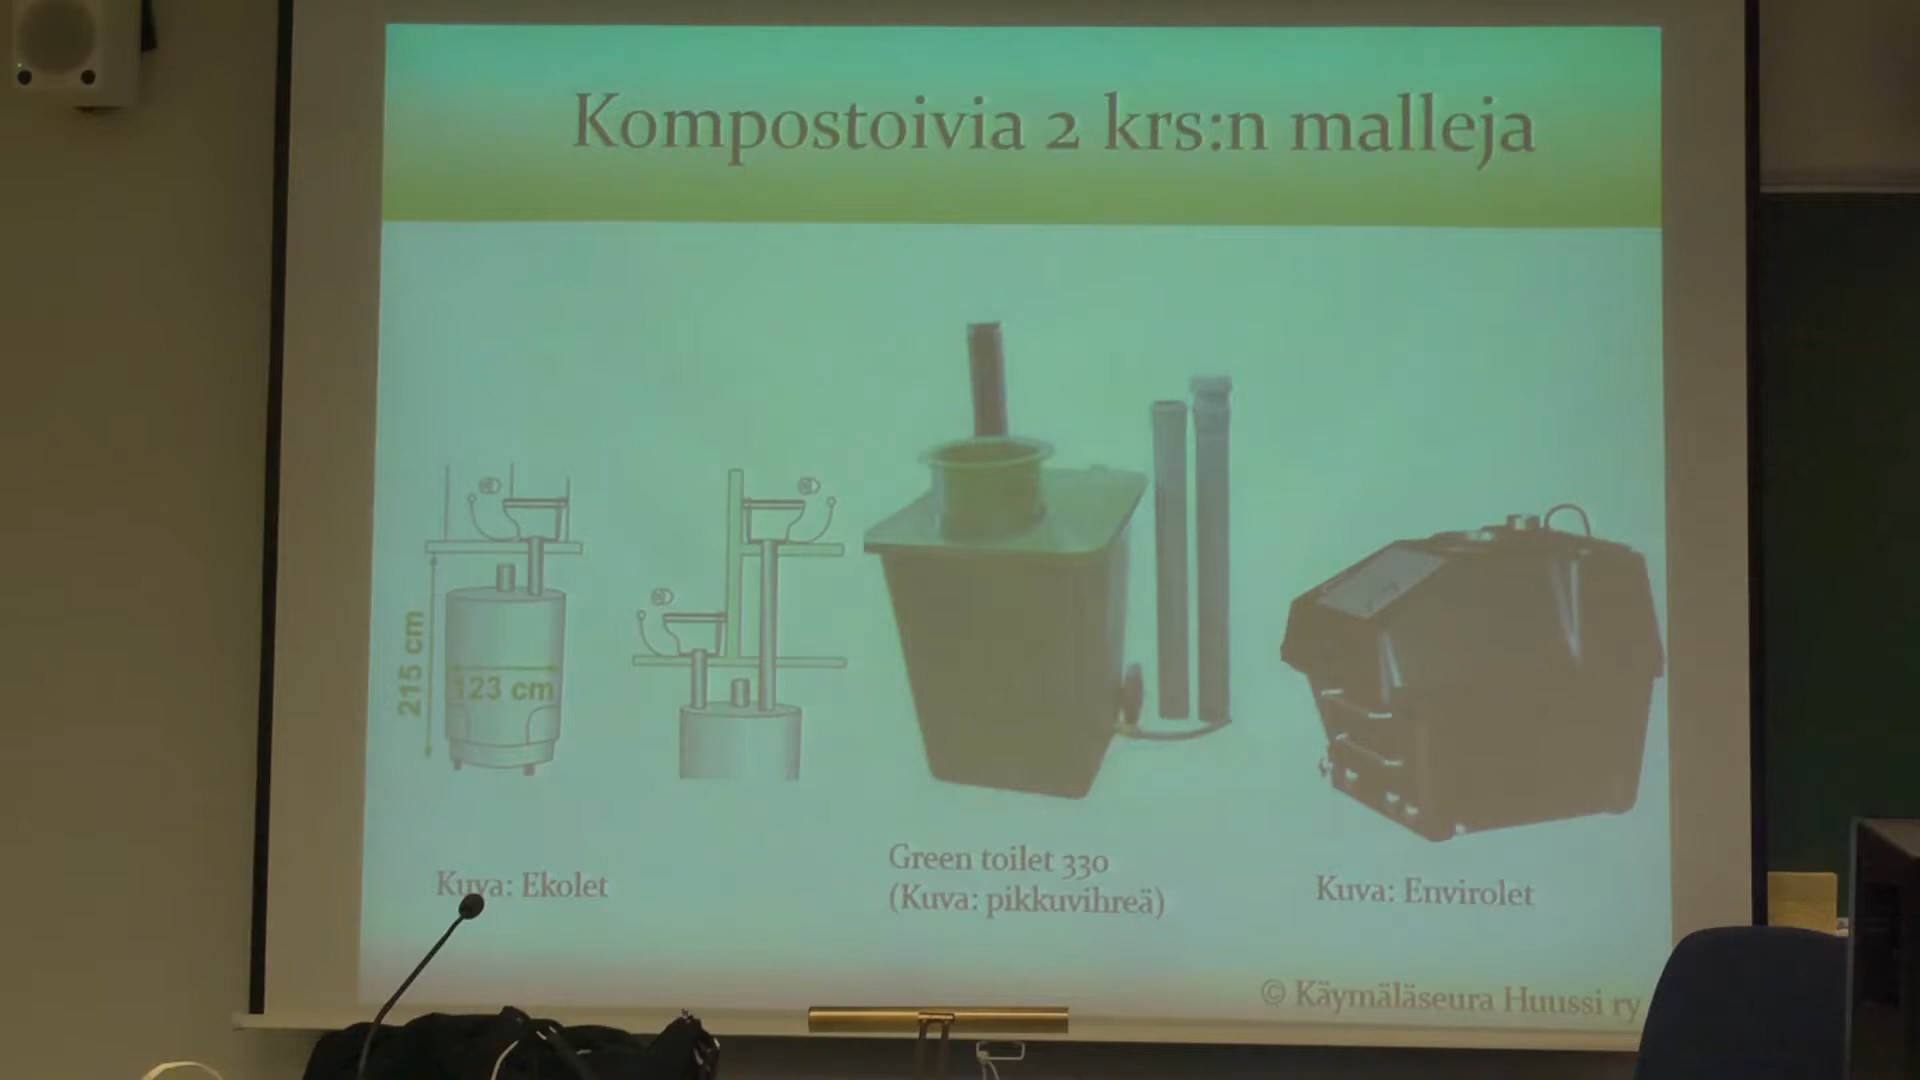 Kompostoivia 2 krs:n malleja
215 cm
123 cm
Kuva: Ekolet
Green toilet 330
(Kuva: pikkuvihreä)
Kuva: Envirolet
© Käymäläseura Huussi ry